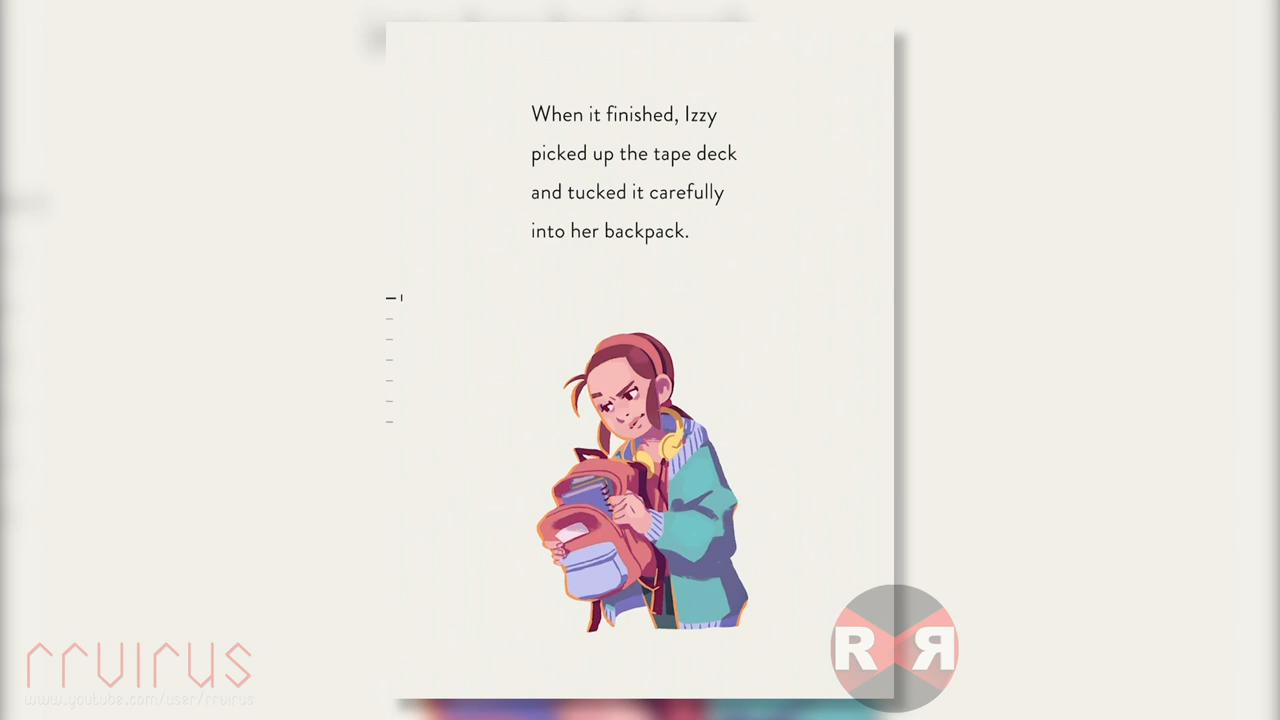 When it finished, Izzy
picked up the tape deck
and tucked it carefully
into her backpack.
rrvirus
www.youtube.com/user/rrvirus
RЯ